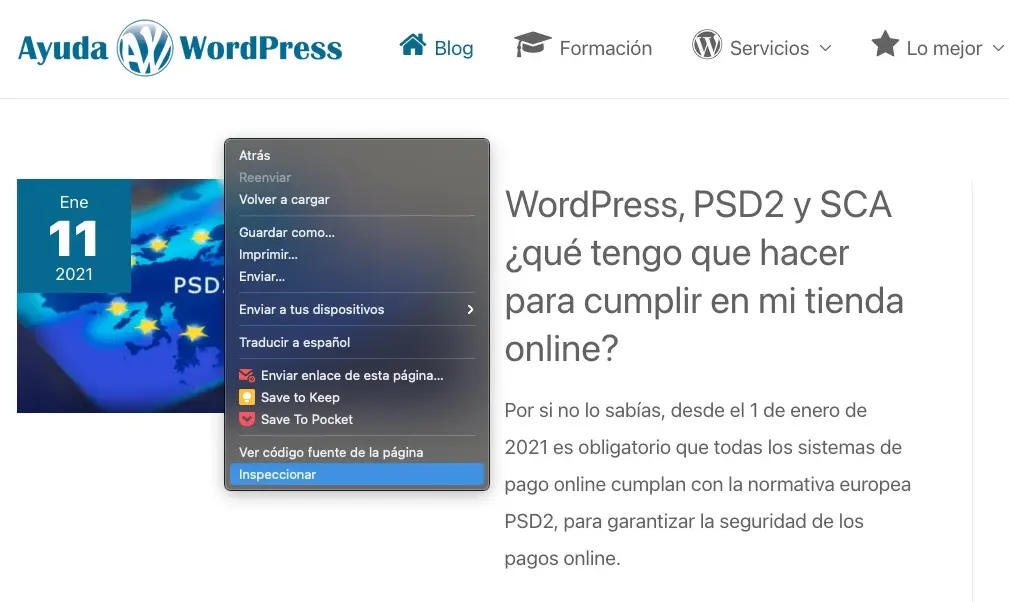 Ayuda AW WordPress
Blog
Formación
Servicios
Lo mejor
Ene
11
2021
Atrás
Reenviar
Volver a cargar
Guardar como...
Imprimir...
Enviar...
Enviar a tus dispositivos
Traducir a español
Enviar enlace de esta página...
Save to Keep
Save To Pocket
Ver código fuente de la página
Inspeccionar
WordPress, PSD2 y SCA
¿qué tengo que hacer
para cumplir en mi tienda
online?
Por si no lo sabías, desde el 1 de enero de
2021 es obligatorio que todas los sistemas de
pago online cumplan con la normativa europea
PSD2, para garantizar la seguridad de los
pagos online.